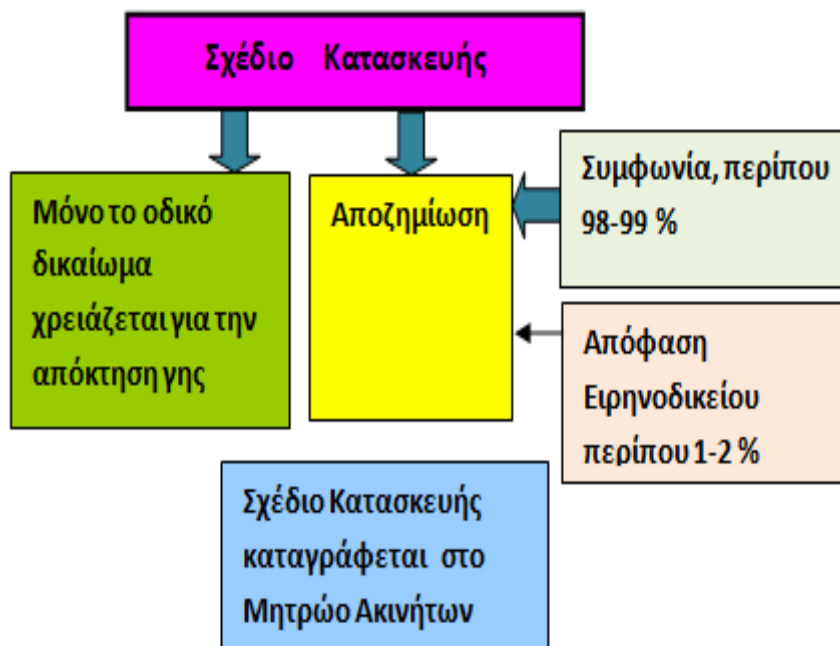 Σχέδιο Κατασκευής
Μόνο το οδικό
δικαίωμα
χρειάζεται για την
απόκτηση γης
Αποζημίωση
Συμφωνία, περίπου
98-99 %
Απόφαση
Ειρηνοδικείου
περίπου 1-2 %
Σχέδιο Κατασκευής
καταγράφεται στο
Μητρώο Ακινήτων